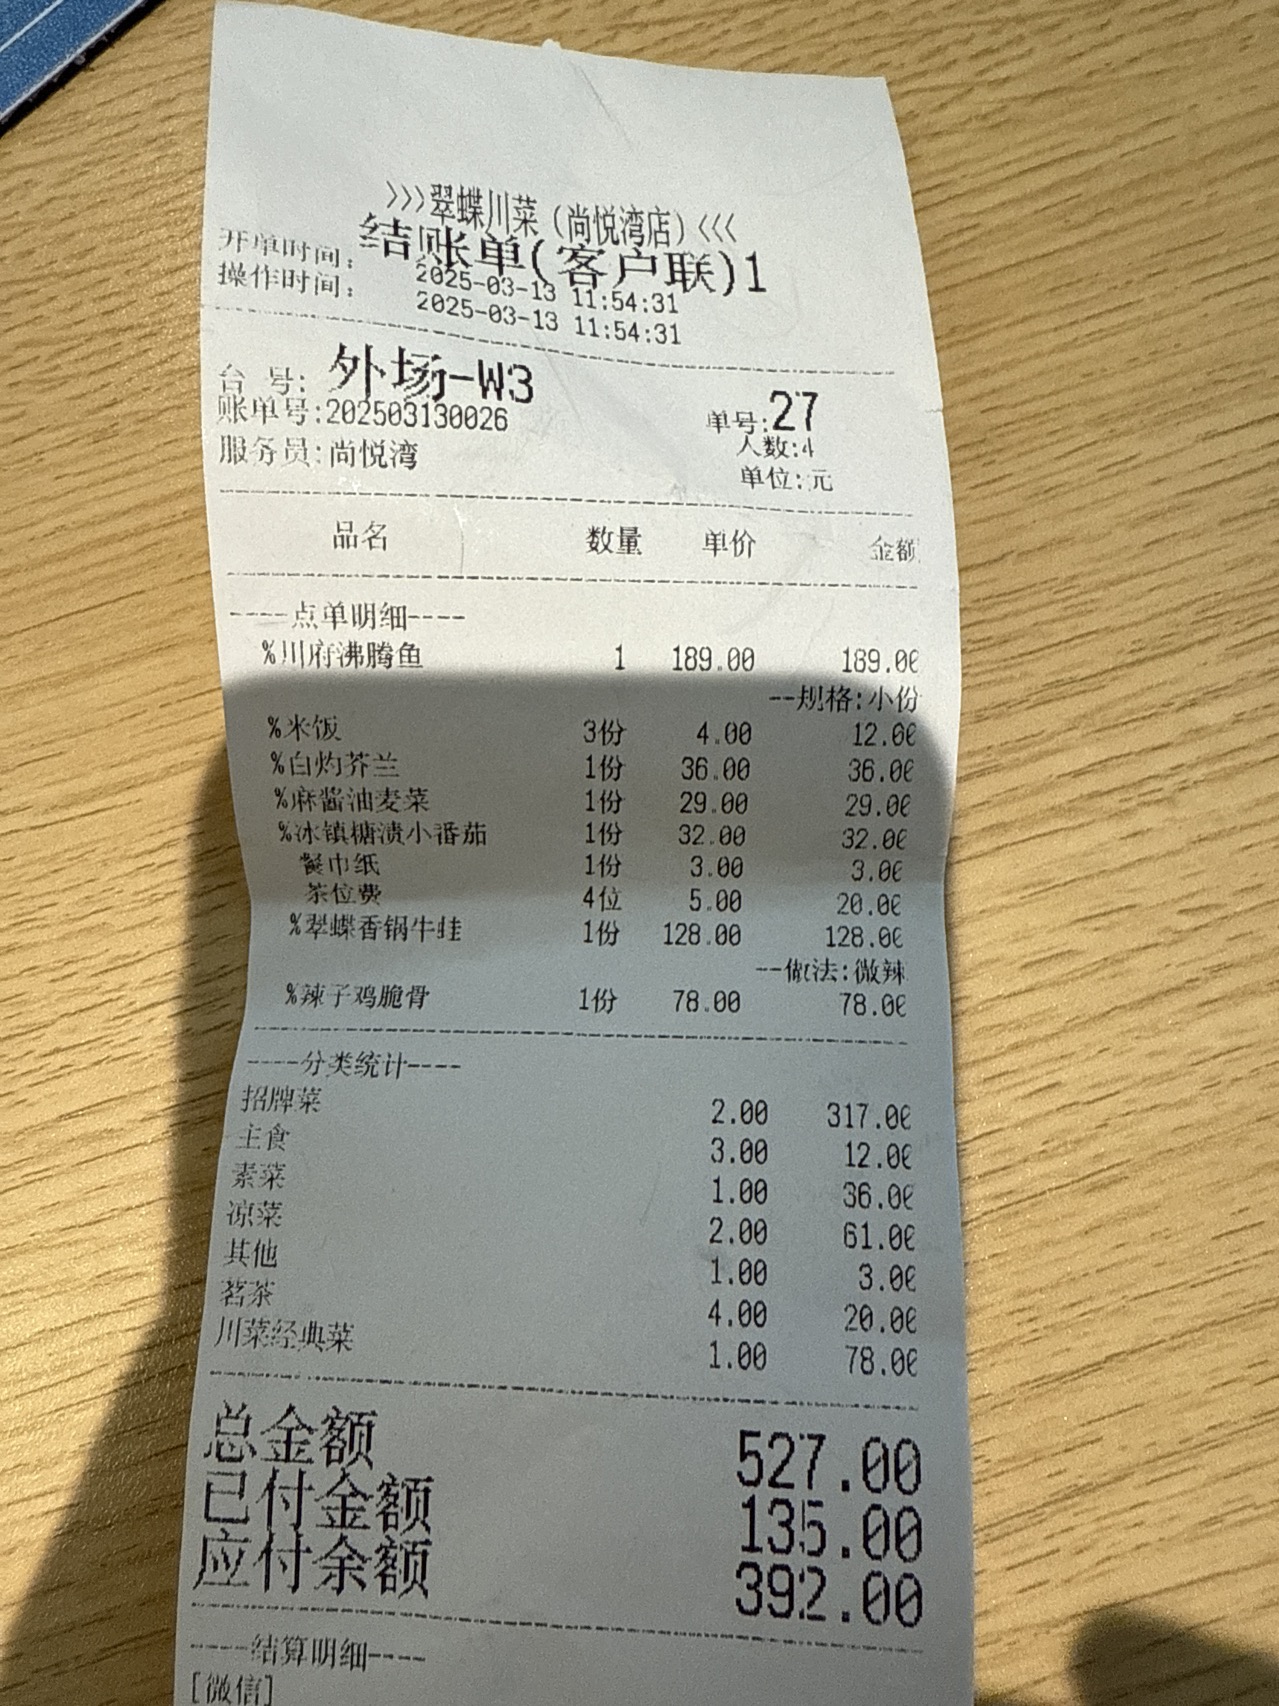 >>>翠蝶川菜（尚悦湾店）<<<
结账单(客户联)1
开单时间： 2025-03-13 11:54:31
操作时间： 2025-03-13 11:54:31
台 号: 外场-W3 单号:27
账单号:202503130026 人数:4
服务员:尚悦湾 单位:元
品名 数量 单价 金额
----点单明细----
%川府沸腾鱼 1 189.00 189.00
--规格:小份
%米饭 3份 4.00 12.00
%白灼芥兰 1份 36.00 36.00
%麻酱油麦菜 1份 29.00 29.00
%冰镇糖渍小番茄 1份 32.00 32.00
餐巾纸 1份 3.00 3.00
茶位费 4位 5.00 20.00
%翠蝶香锅牛蛙 1份 128.00 128.00
--做法:微辣
%辣子鸡脆骨 1份 78.00 78.00
----分类统计----
招牌菜 2.00 317.00
主食 3.00 12.00
素菜 1.00 36.00
凉菜 2.00 61.00
其他 1.00 3.00
茗茶 4.00 20.00
川菜经典菜 1.00 78.00
总金额 527.00
已付金额 135.00
应付余额 392.00
----结算明细----
[微信]